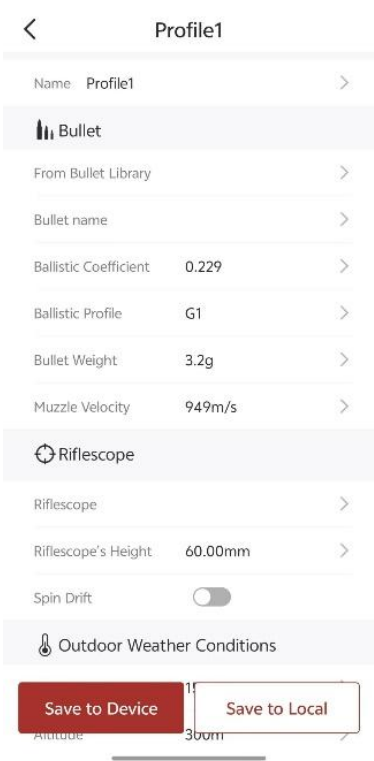 Profile1
Name Profile1
Bullet
From Bullet Library
Bullet name
Ballistic Coefficient 0.229
Ballistic Profile G1
Bullet Weight 3.2g
Muzzle Velocity 949m/s
Riflescope
Riflescope
Riflescope's Height 60.00mm
Spin Drift
Outdoor Weather Conditions
Save to Device Save to Local
Altitude 300m